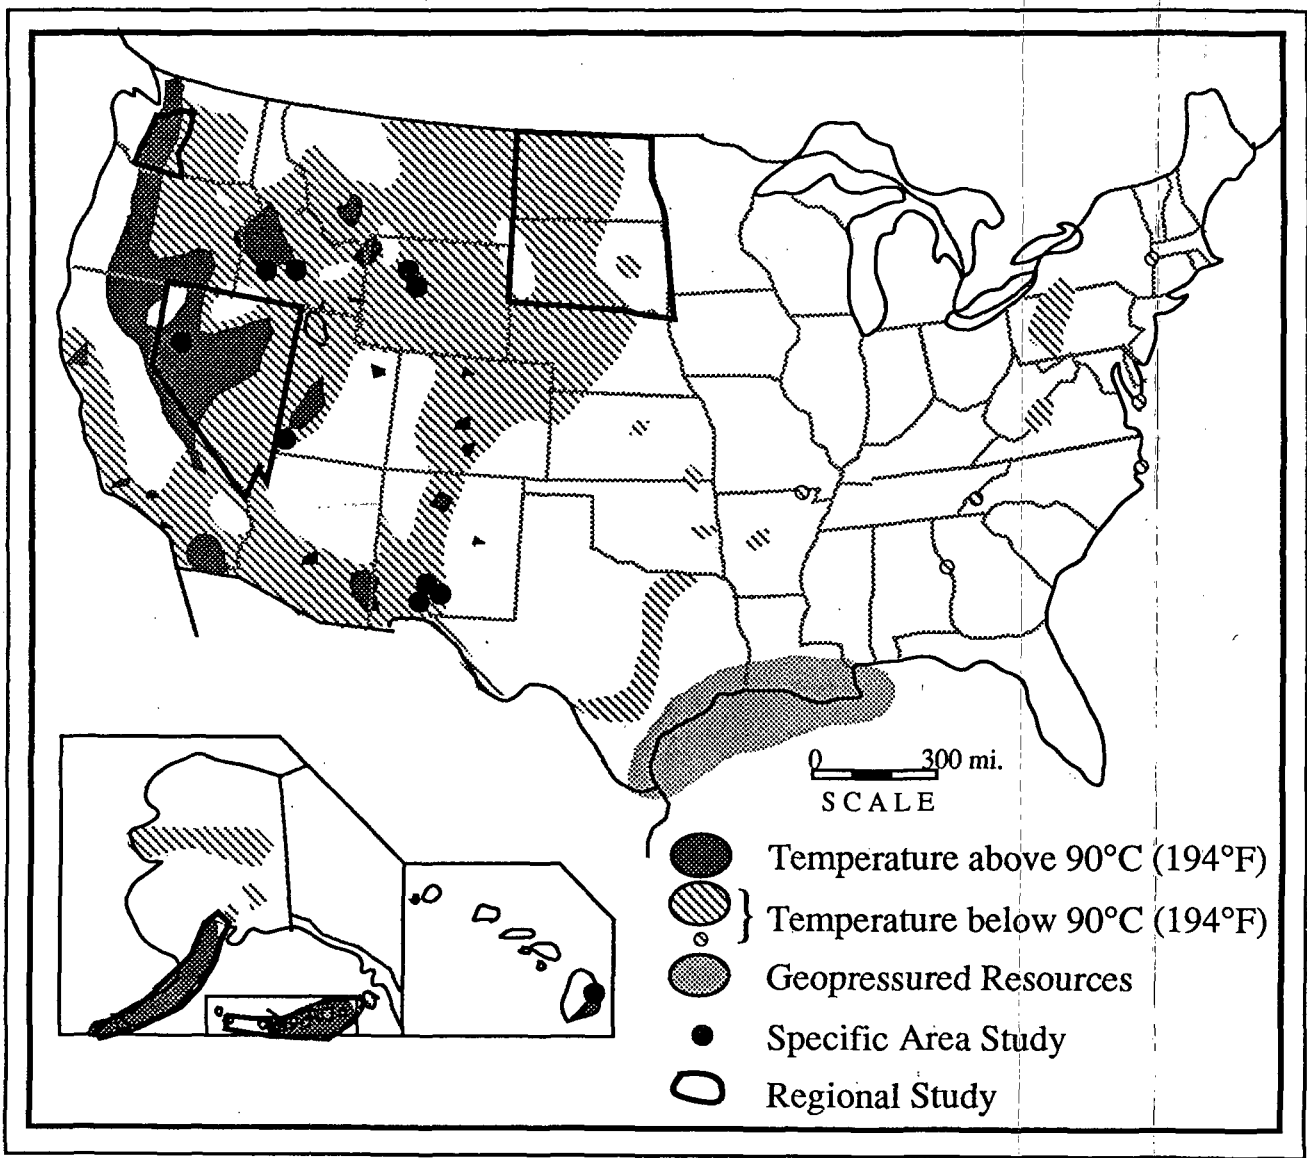 0 300 mi.
SCALE
Temperature above 90°C (194°F)
Temperature below 90°C (194°F)
Geopressured Resources
Specific Area Study
Regional Study